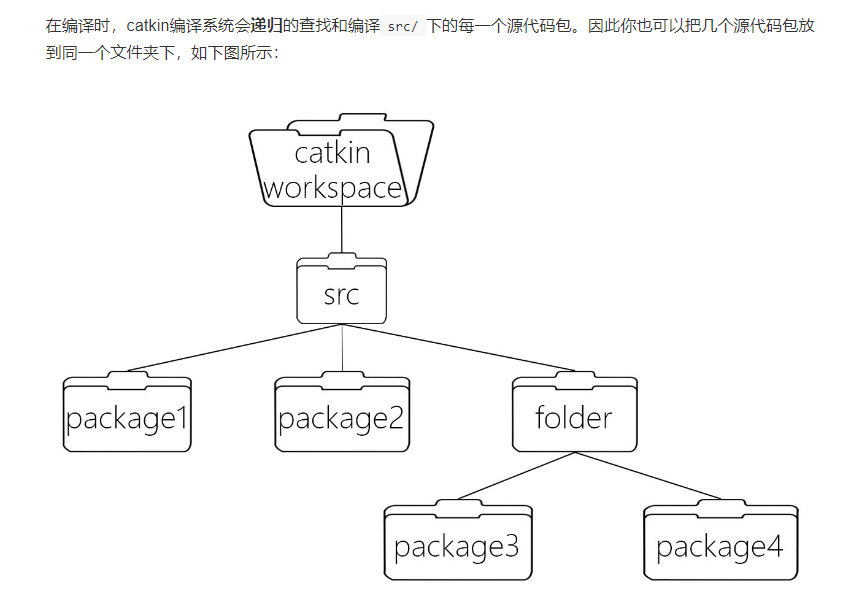 在编译时，catkin编译系统会递归的查找和编译 src/ 下的每一个源代码包。因此你也可以把几个源代码包放
到同一个文件夹下，如下图所示：
catkin
workspace
src
package1
package2
folder
package3
package4